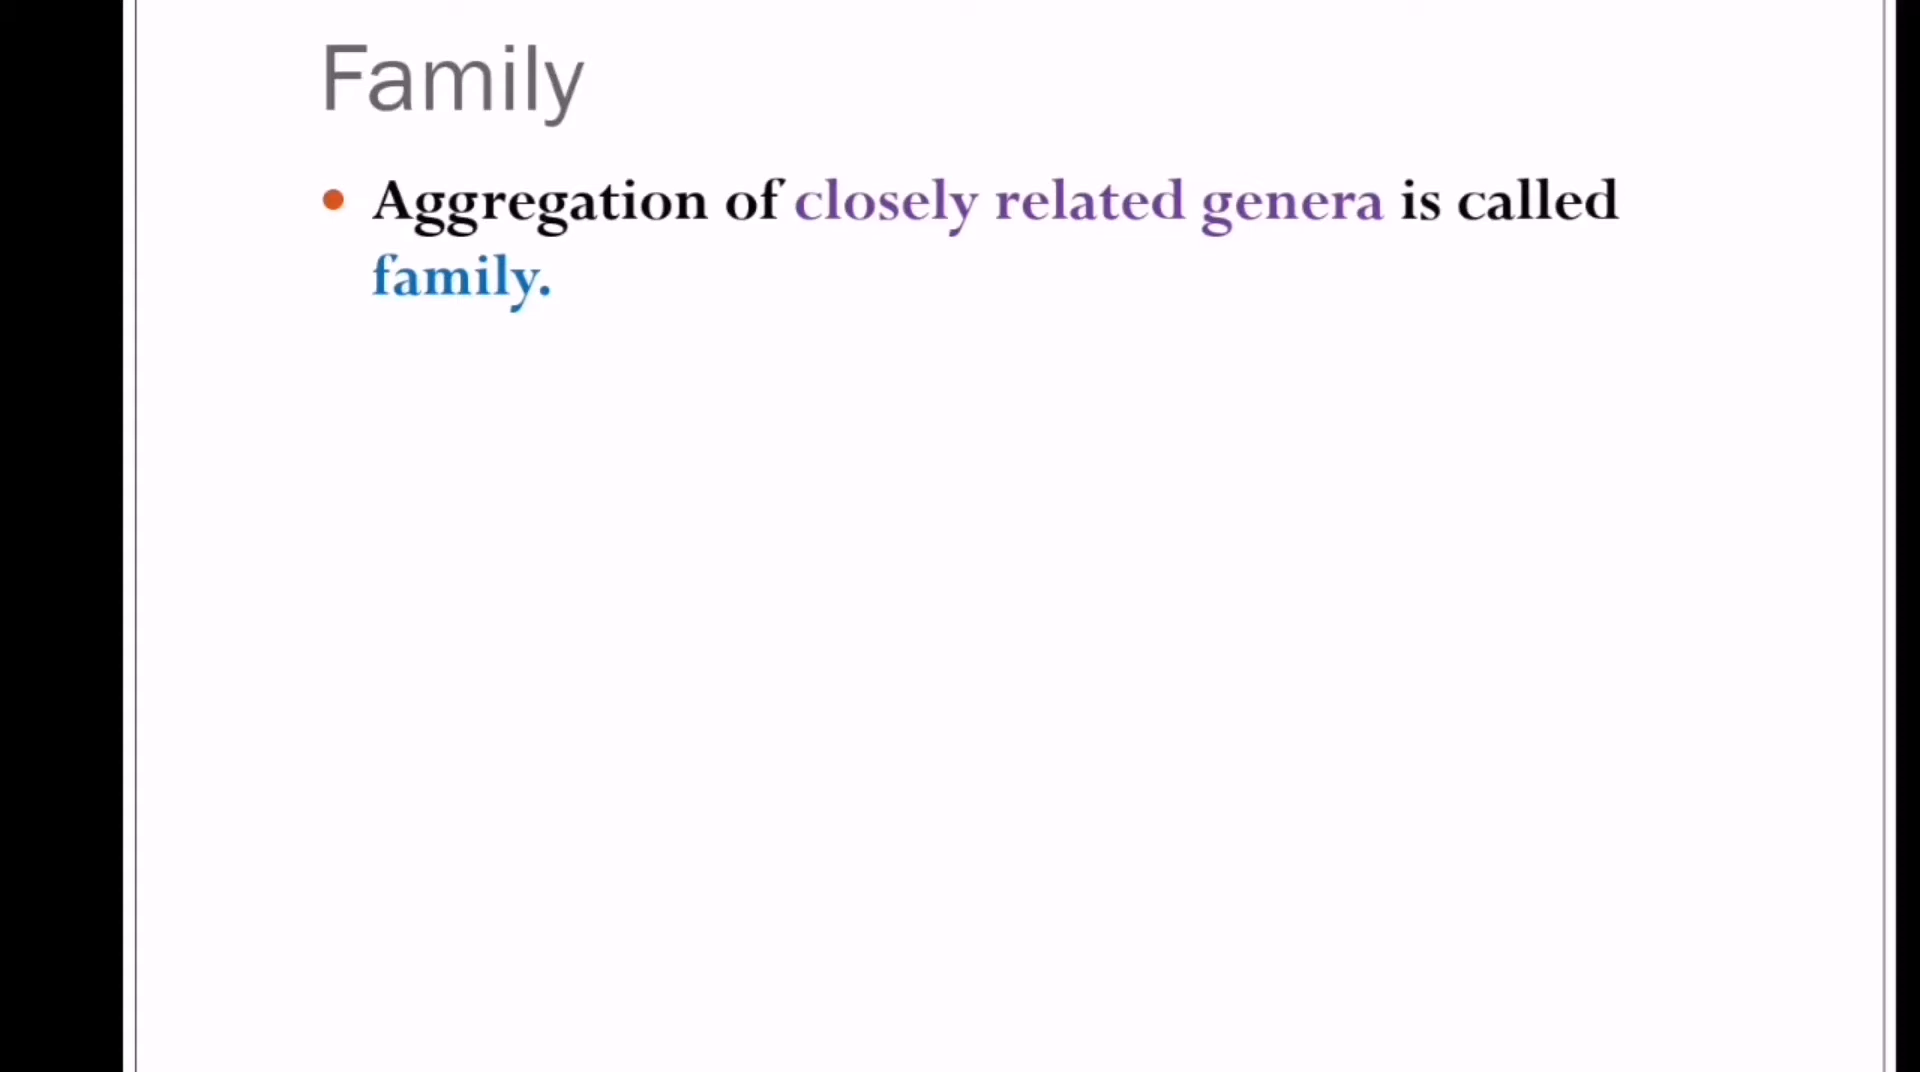 Family
• Aggregation of closely related genera is called
family.